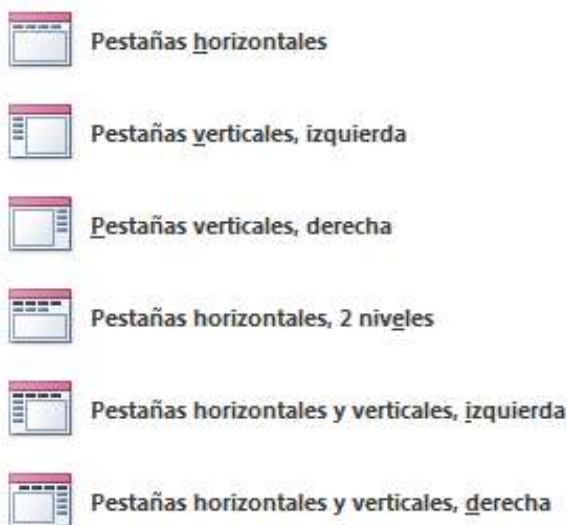 Pestañas horizontales
Pestañas verticales, izquierda
Pestañas verticales, derecha
Pestañas horizontales, 2 niveles
Pestañas horizontales y verticales, izquierda
Pestañas horizontales y verticales, derecha